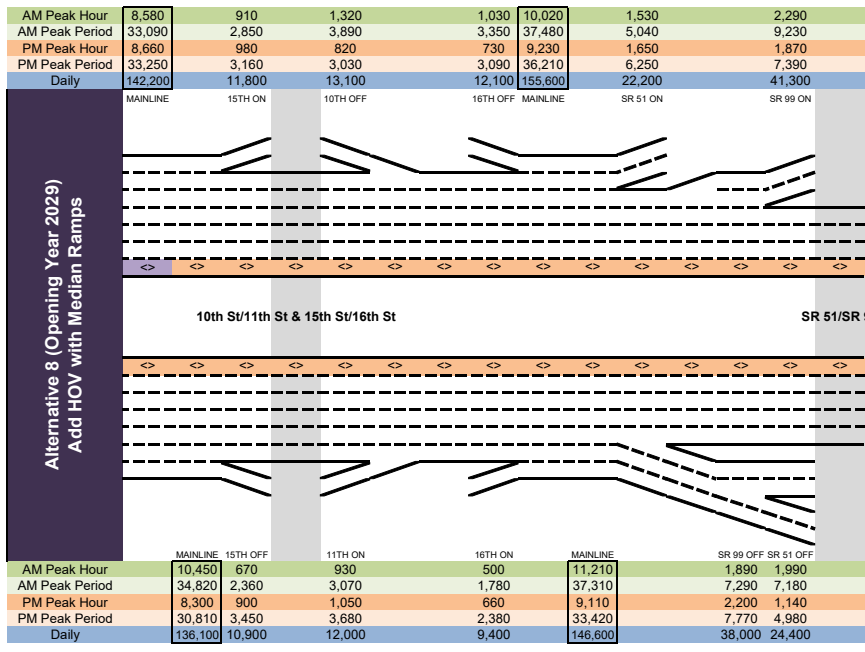 AM Peak Hour 8,580 910 1,320 1,030 10,020 1,530 2,290
AM Peak Period 33,090 2,850 3,890 3,350 37,480 5,040 9,230
PM Peak Hour 8,660 980 820 730 9,230 1,650 1,870
PM Peak Period 33,250 3,160 3,030 3,090 36,210 6,250 7,390
Daily 142,200 11,800 13,100 12,100 155,600 22,200 41,300
MAINLINE 15TH ON 10TH OFF 16TH OFF MAINLINE SR 51 ON SR 99 ON
Alternative 8 (Opening Year 2029)
Add HOV with Median Ramps
<> <> <> <> <> <> <> <> <> <> <> <> <> <> <>
10th St/11th St & 15th St/16th St SR 51/SR
<> <> <> <> <> <> <> <> <> <> <> <> <> <> <>
MAINLINE 15TH OFF 11TH ON 16TH ON MAINLINE SR 99 OFF SR 51 OFF
AM Peak Hour 10,450 670 930 500 11,210 1,890 1,990
AM Peak Period 34,820 2,360 3,070 1,780 37,310 7,290 7,180
PM Peak Hour 8,300 900 1,050 660 9,110 2,200 1,140
PM Peak Period 30,810 3,450 3,680 2,380 33,420 7,770 4,980
Daily 136,100 10,900 12,000 9,400 146,600 38,000 24,400